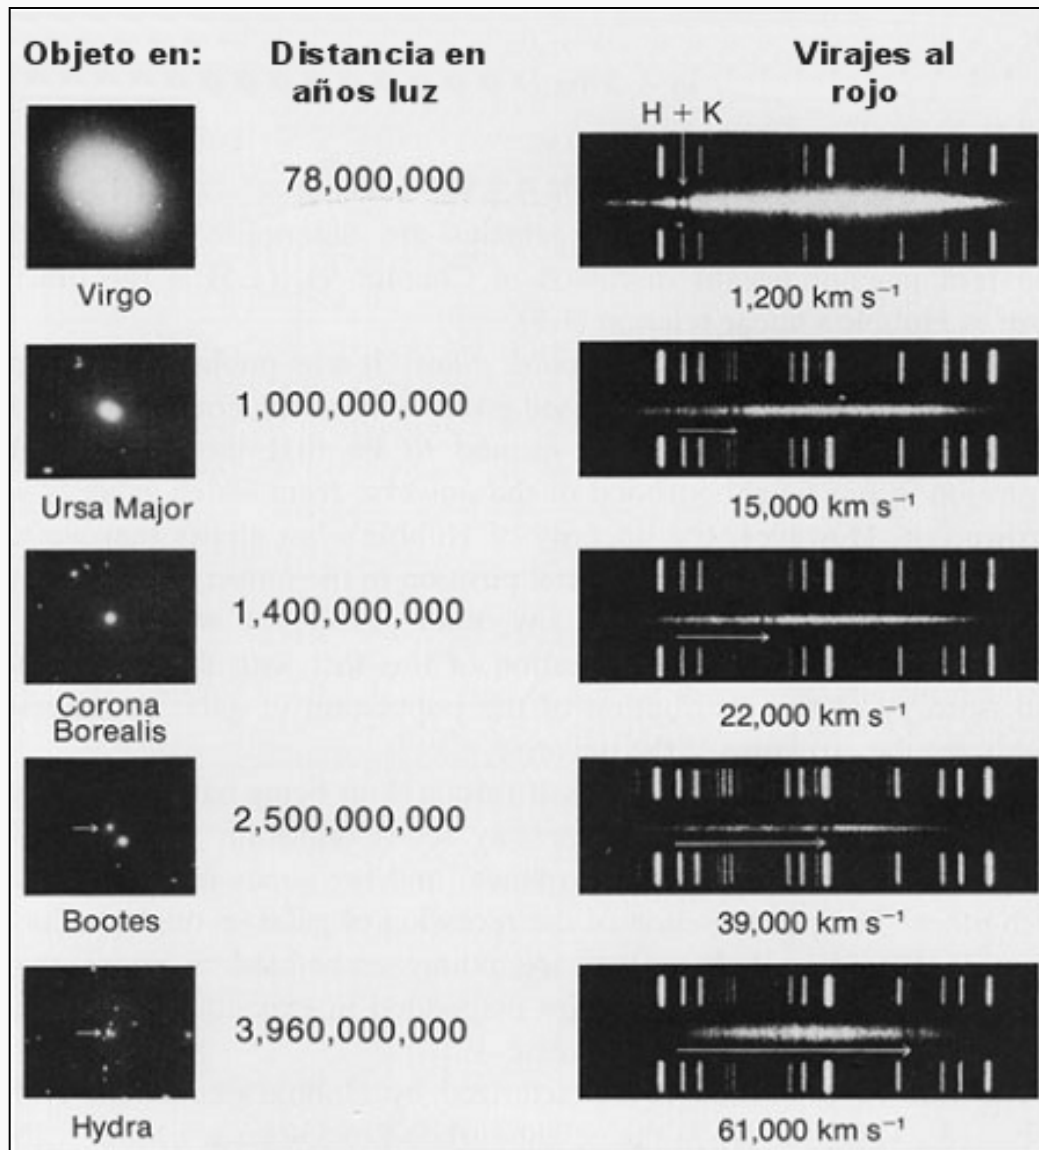 Objeto en:
Distancia en
años luz
Virajes al
rojo
H + K
78,000,000
Virgo
1,200 km s⁻¹
1,000,000,000
Ursa Major
15,000 km s⁻¹
1,400,000,000
Corona
Borealis
22,000 km s⁻¹
2,500,000,000
Bootes
39,000 km s⁻¹
3,960,000,000
Hydra
61,000 km s⁻¹